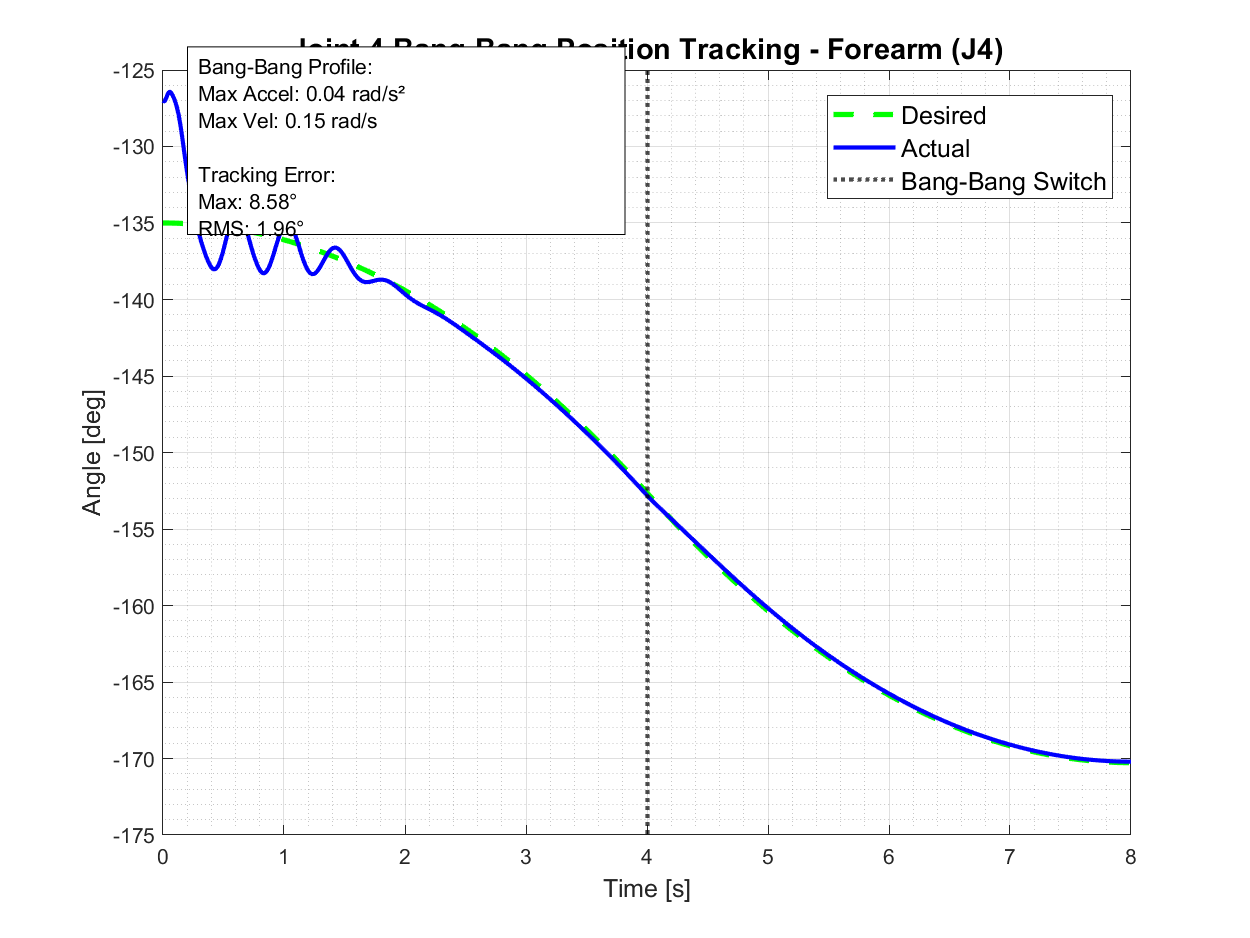 Joint 4 Bang-Bang Position Tracking - Forearm (J4)
Bang-Bang Profile:
Max Accel: 0.04 rad/s²
Max Vel: 0.15 rad/s
Tracking Error:
Max: 8.58°
RMS: 1.96°
Desired
Actual
Bang-Bang Switch
-125
-130
-135
-140
-145
-150
-155
-160
-165
-170
-175
Angle [deg]
0 1 2 3 4 5 6 7 8
Time [s]